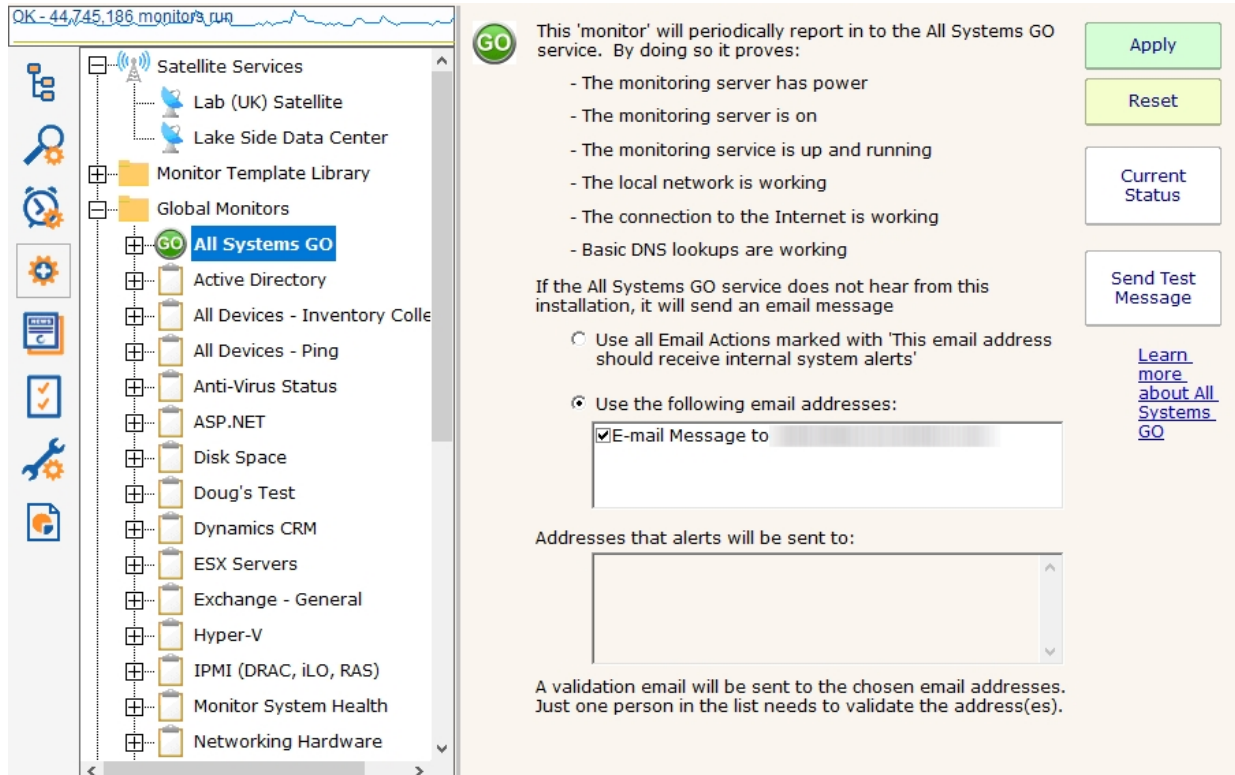 OK - 44,745,186 monitors run
Satellite Services
Lab (UK) Satellite
Lake Side Data Center
Monitor Template Library
Global Monitors
GO All Systems GO
Active Directory
All Devices - Inventory Colle
All Devices - Ping
Anti-Virus Status
ASP.NET
Disk Space
Doug's Test
Dynamics CRM
ESX Servers
Exchange - General
Hyper-V
IPMI (DRAC, iLO, RAS)
Monitor System Health
Networking Hardware
NEWS
GO
This 'monitor' will periodically report in to the All Systems GO
service. By doing so it proves:
- The monitoring server has power
- The monitoring server is on
- The monitoring service is up and running
- The local network is working
- The connection to the Internet is working
- Basic DNS lookups are working
If the All Systems GO service does not hear from this
installation, it will send an email message
Use all Email Actions marked with 'This email address
should receive internal system alerts'
Use the following email addresses:
E-mail Message to
Addresses that alerts will be sent to:
A validation email will be sent to the chosen email addresses.
Just one person in the list needs to validate the address(es).
Apply
Reset
Current
Status
Send Test
Message
Learn
more
about All
Systems
GO